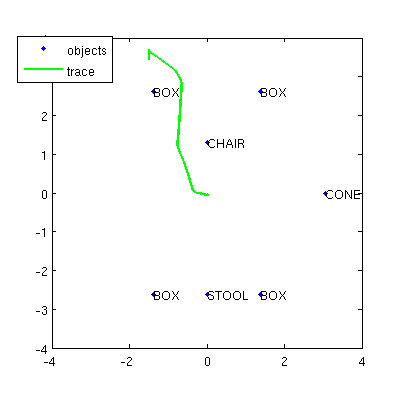 objects
trace
BOX
BOX
2
CHAIR
1
0
CONE
-1
-2
BOX
STOOL
BOX
-3
-4
-4
-2
0
2
4